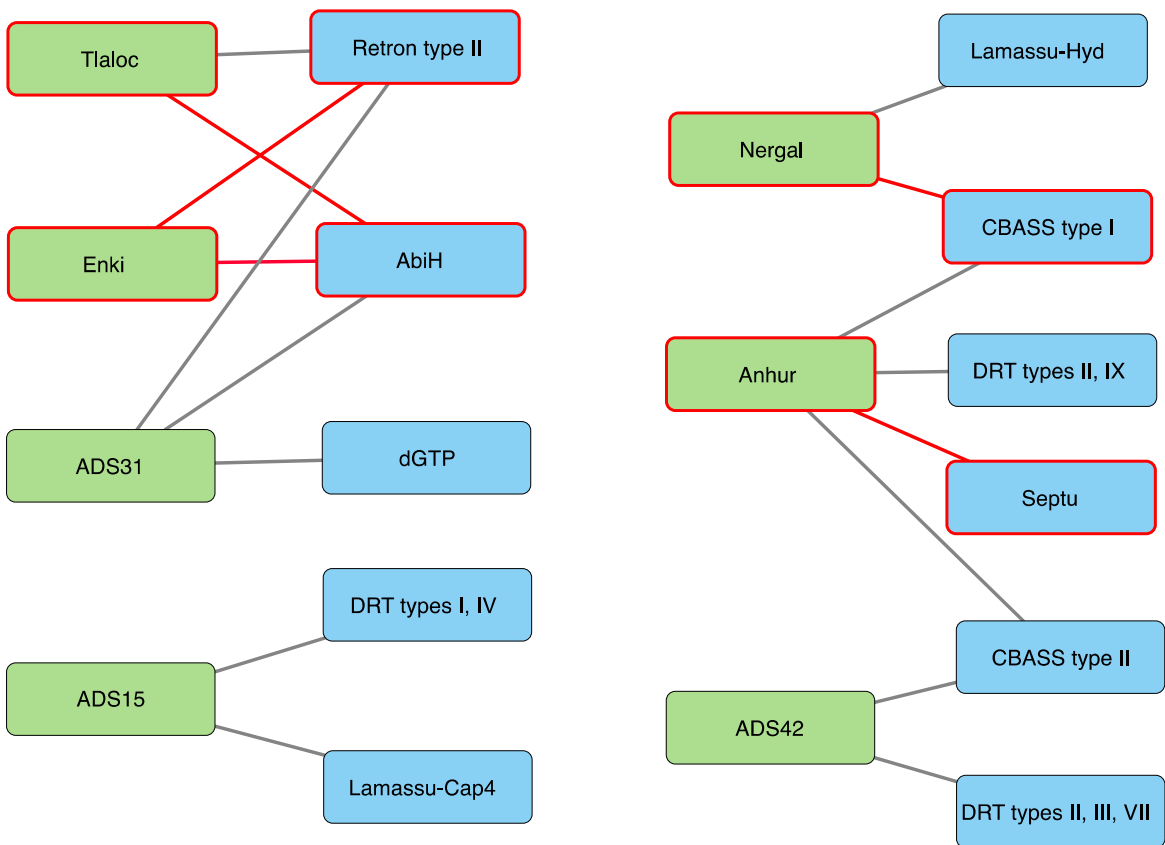 Tlaloc
Retron type II
Enki
AbiH
ADS31
dGTP
DRT types I, IV
ADS15
Lamassu-Cap4
Lamassu-Hyd
Nergal
CBASS type I
Anhur
DRT types II, IX
Septu
CBASS type II
ADS42
DRT types II, III, VII